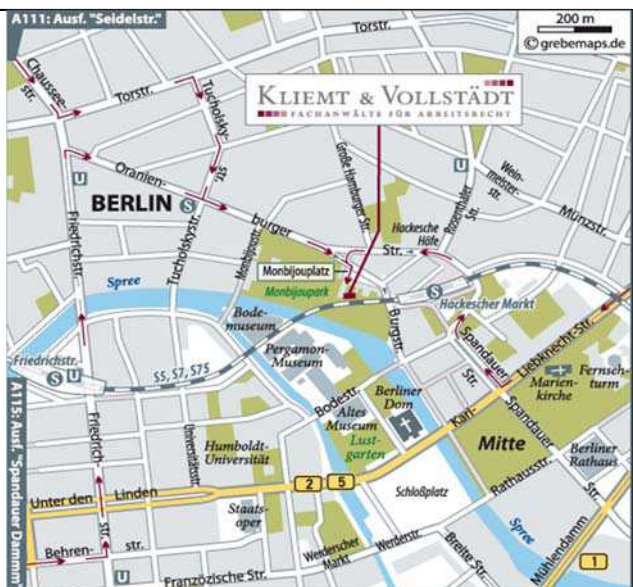 A111: Ausf. "Seidelstr."
200 m
© grebemaps.de
Torstr.
Chaussee-
str.
Torstr.
Tucholsky-
str.
KLIEMT & VOLLSTÄDT
FACHANWÄLTE FÜR ARBEITSRECHT
U
Oranien-
burger
Str.
BERLIN
S
Große Hamburger Str.
U
Rosenthaler
Str.
Wein-
meister-
str.
Münzstr.
Hackesche
Höfe
Friedrichstr.
Tucholskystr.
Monbijoustr.
Monbijouplatz
Monbijoupark
Spree
S
Hackescher Markt
Bode-
museum
Burgstr.
Spandauer
Str.
Liebknecht-Str.
Karl-
Pergamon-
Museum
Friedrichstr.
S
U
S5, S7, S75
Marien-
kirche
Fernseh-
turm
A115: Ausf. "Spandauer Damm"
Bodestr.
Berliner
Dom
Altes
Museum
Lust-
garten
Spandauer
Str.
Mitte
Berliner
Rathaus
Friedrich
str.
Universitätsstr.
Humboldt-
Universität
2
5
Rathausstr.
Unter den
Linden
Staats-
oper
Schloßplatz
Spree
Behren-
str.
U
Werderscher
Markt
Werderstr.
Breite Str.
Mühlendamm
1
Französische Str.